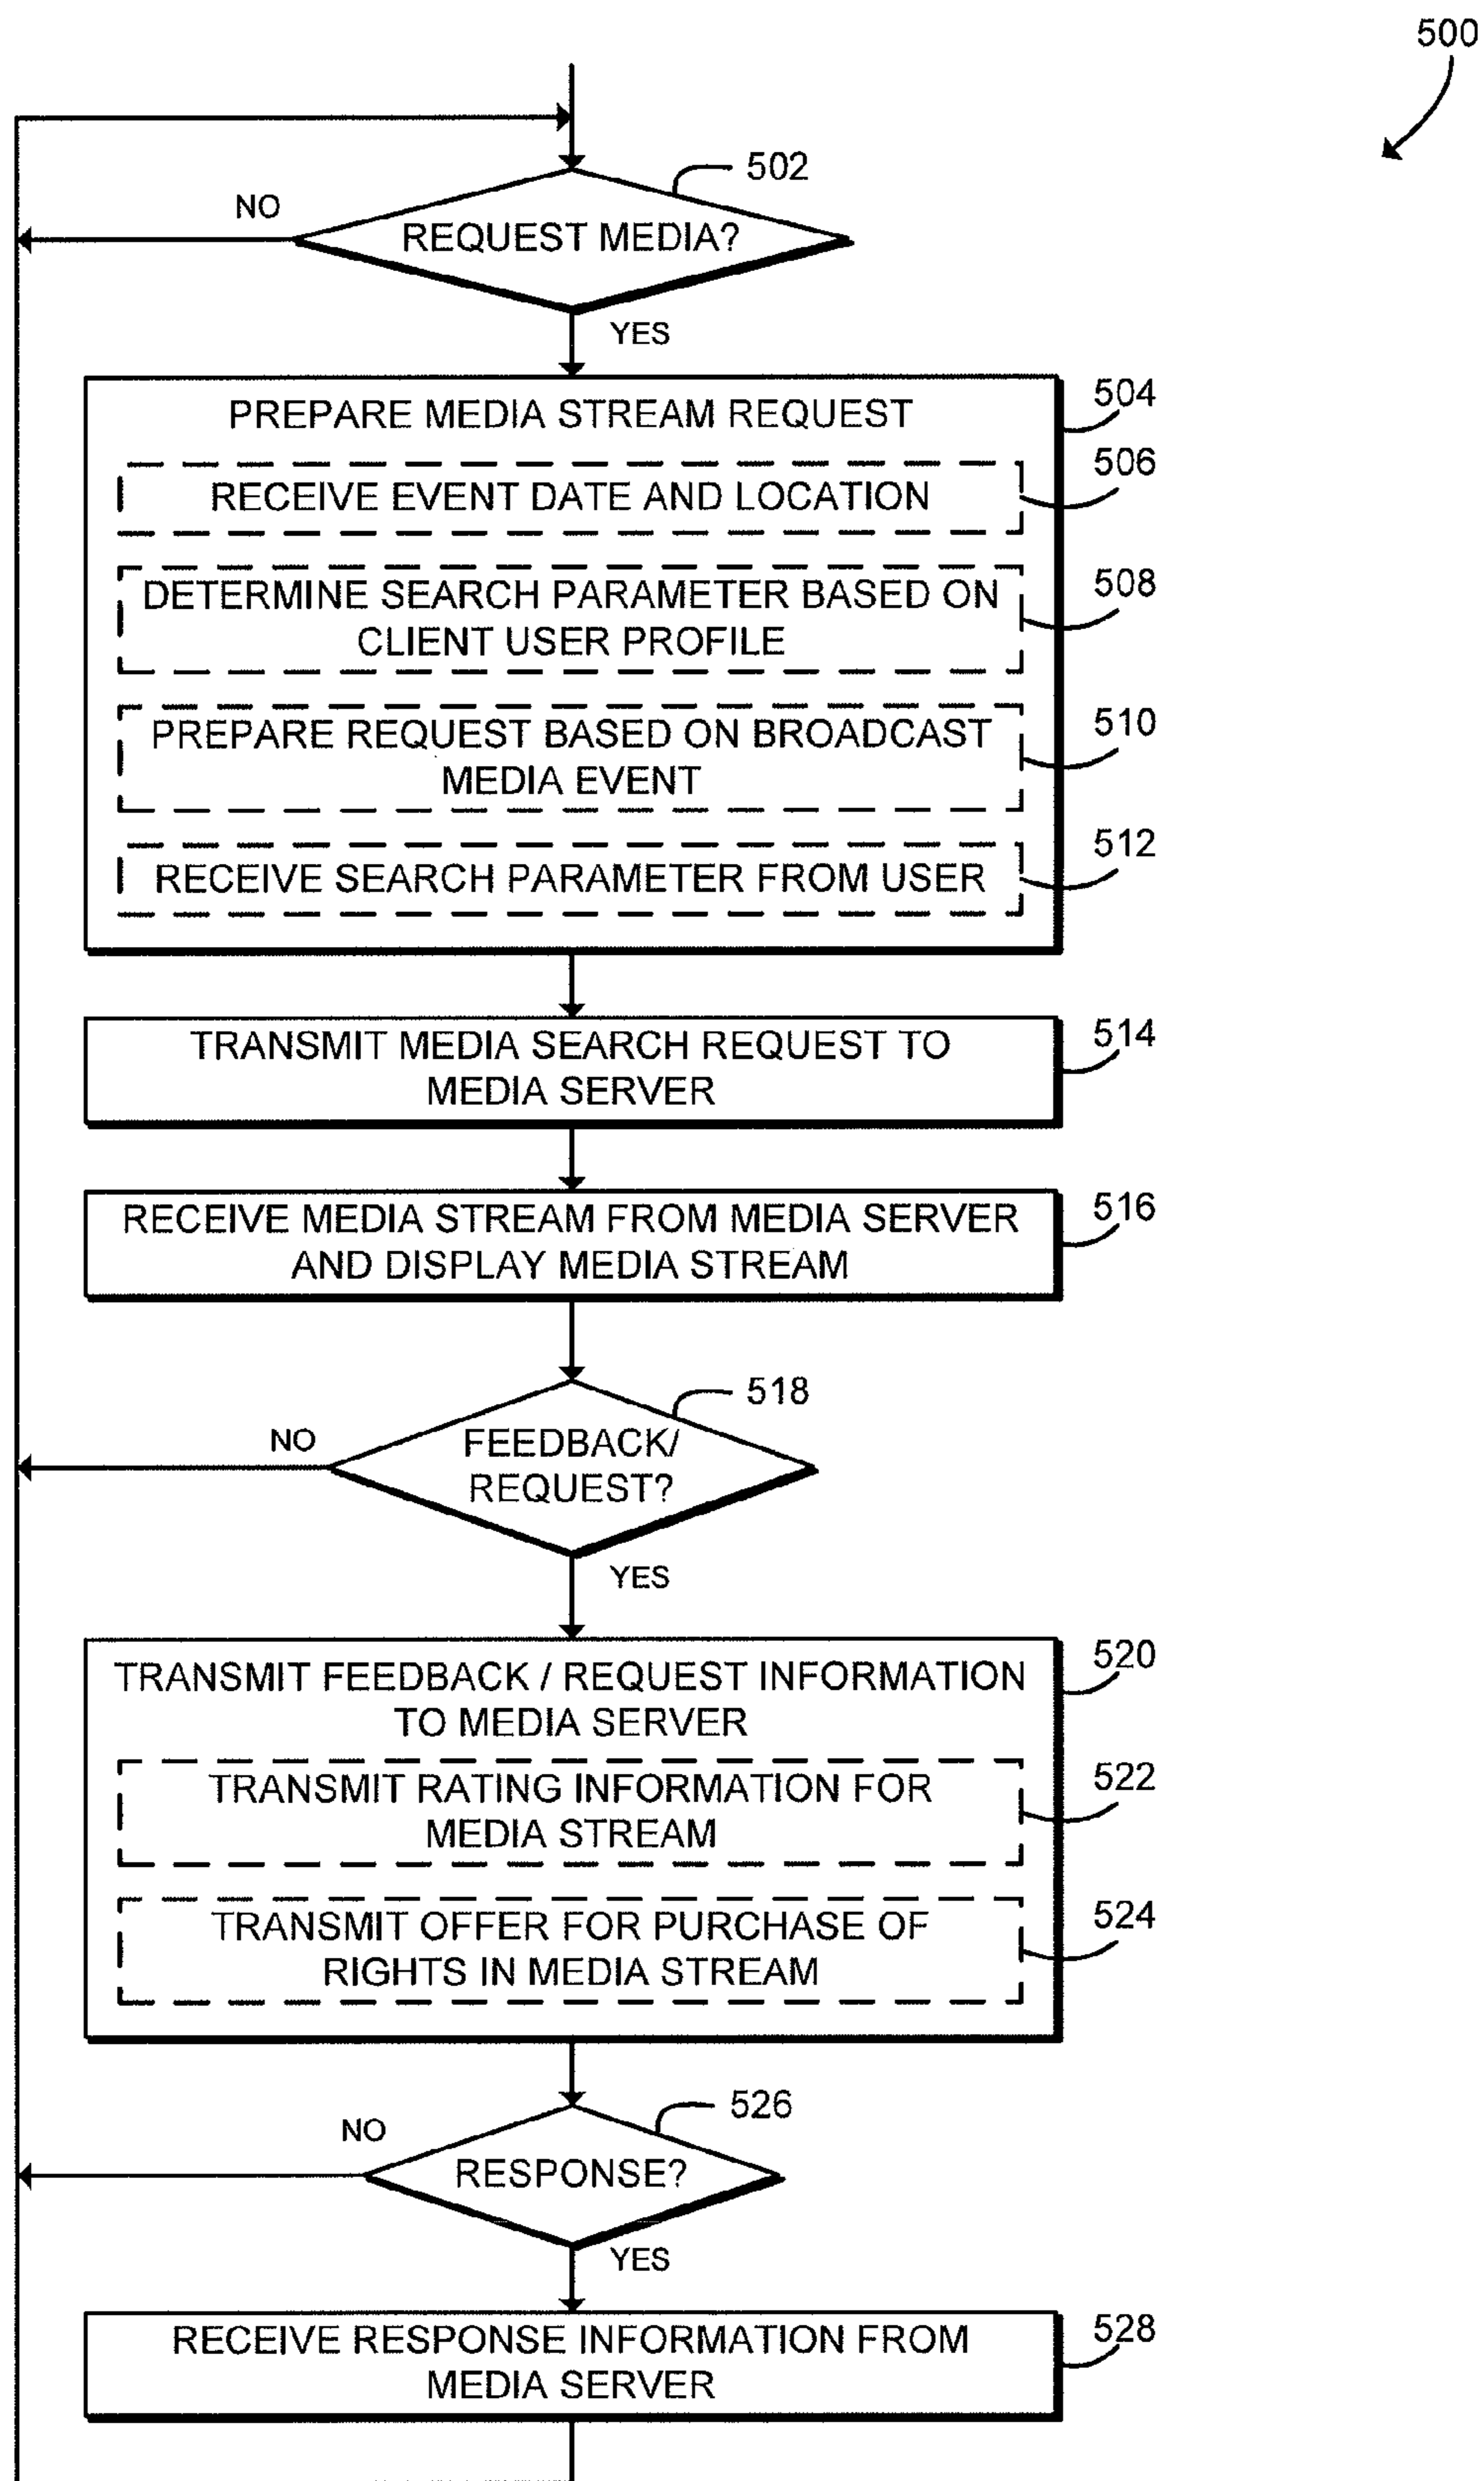 500
502
NO
REQUEST MEDIA?
YES
PREPARE MEDIA STREAM REQUEST
504
506
RECEIVE EVENT DATE AND LOCATION
DETERMINE SEARCH PARAMETER BASED ON
CLIENT USER PROFILE
508
PREPARE REQUEST BASED ON BROADCAST
MEDIA EVENT
510
RECEIVE SEARCH PARAMETER FROM USER
512
TRANSMIT MEDIA SEARCH REQUEST TO
MEDIA SERVER
514
RECEIVE MEDIA STREAM FROM MEDIA SERVER
AND DISPLAY MEDIA STREAM
516
518
NO
FEEDBACK/
REQUEST?
YES
TRANSMIT FEEDBACK / REQUEST INFORMATION
TO MEDIA SERVER
520
TRANSMIT RATING INFORMATION FOR
MEDIA STREAM
522
TRANSMIT OFFER FOR PURCHASE OF
RIGHTS IN MEDIA STREAM
524
526
NO
RESPONSE?
YES
RECEIVE RESPONSE INFORMATION FROM
MEDIA SERVER
528